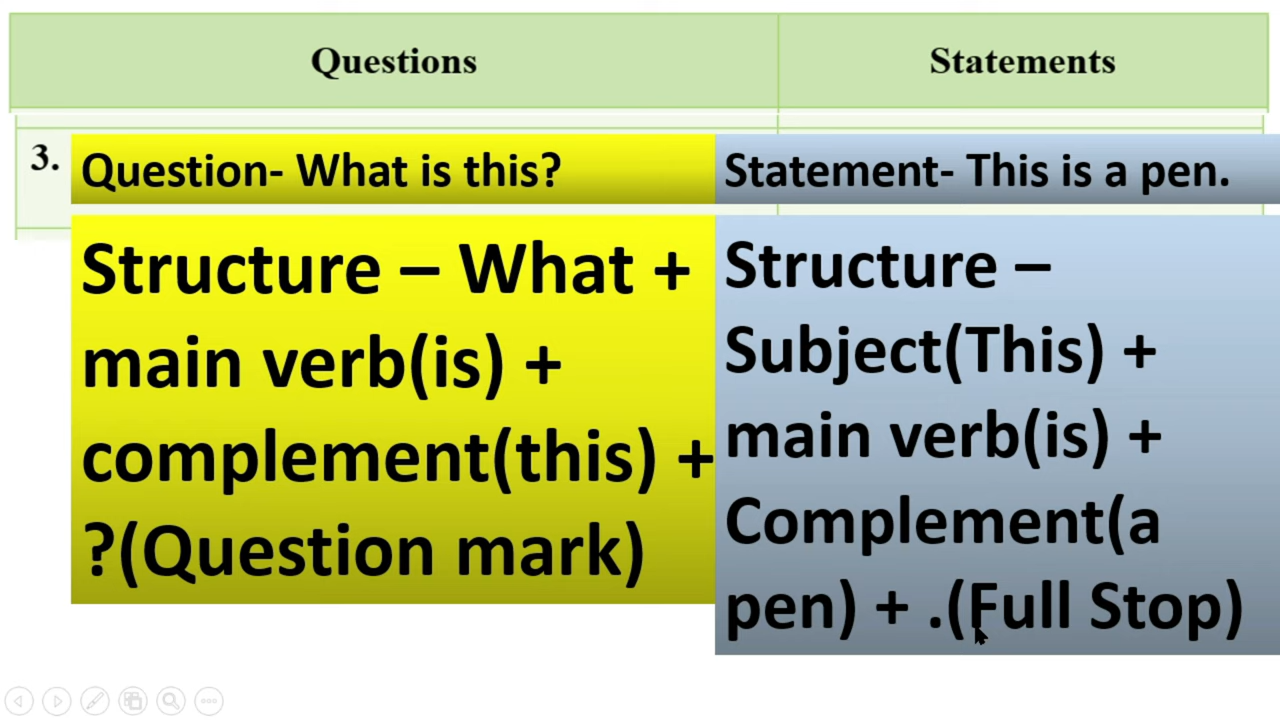 Questions
Statements
3.
Question- What is this?
Statement- This is a pen.
Structure – What +
main verb(is) +
complement(this) +
?(Question mark)
Structure –
Subject(This) +
main verb(is) +
Complement(a
pen) + .(Full Stop)